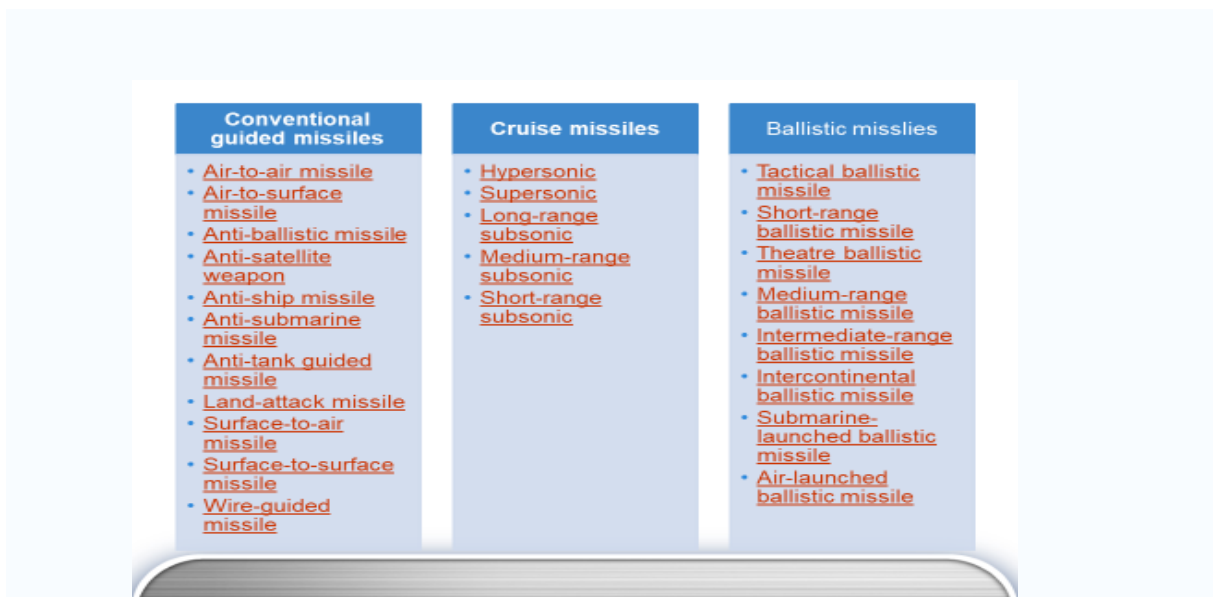 Conventional
guided missiles
• Air-to-air missile
• Air-to-surface
missile
• Anti-ballistic missile
• Anti-satellite
weapon
• Anti-ship missile
• Anti-submarine
missile
• Anti-tank guided
missile
• Land-attack missile
• Surface-to-air
missile
• Surface-to-surface
missile
• Wire-guided
missile
Cruise missiles
• Hypersonic
• Supersonic
• Long-range
subsonic
• Medium-range
subsonic
• Short-range
subsonic
Ballistic misslies
• Tactical ballistic
missile
• Short-range
ballistic missile
• Theatre ballistic
missile
• Medium-range
ballistic missile
• Intermediate-range
ballistic missile
• Intercontinental
ballistic missile
• Submarine-
launched ballistic
missile
• Air-launched
ballistic missile